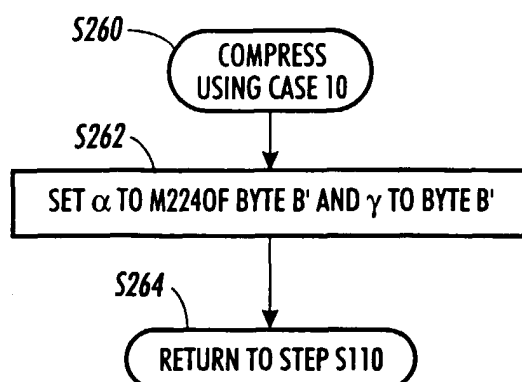 S260
COMPRESS
USING CASE 10
S262
SET α TO M224OF BYTE B' AND γ TO BYTE B'
S264
RETURN TO STEP S110